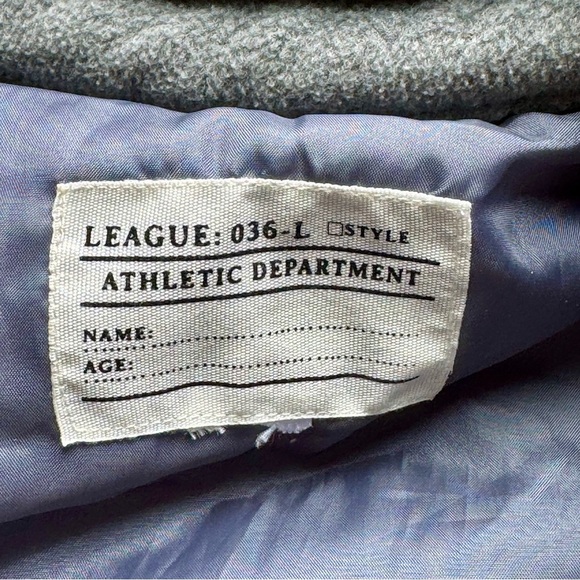 LEAGUE: 036-L □STYLE
ATHLETIC DEPARTMENT
NAME:
AGE: